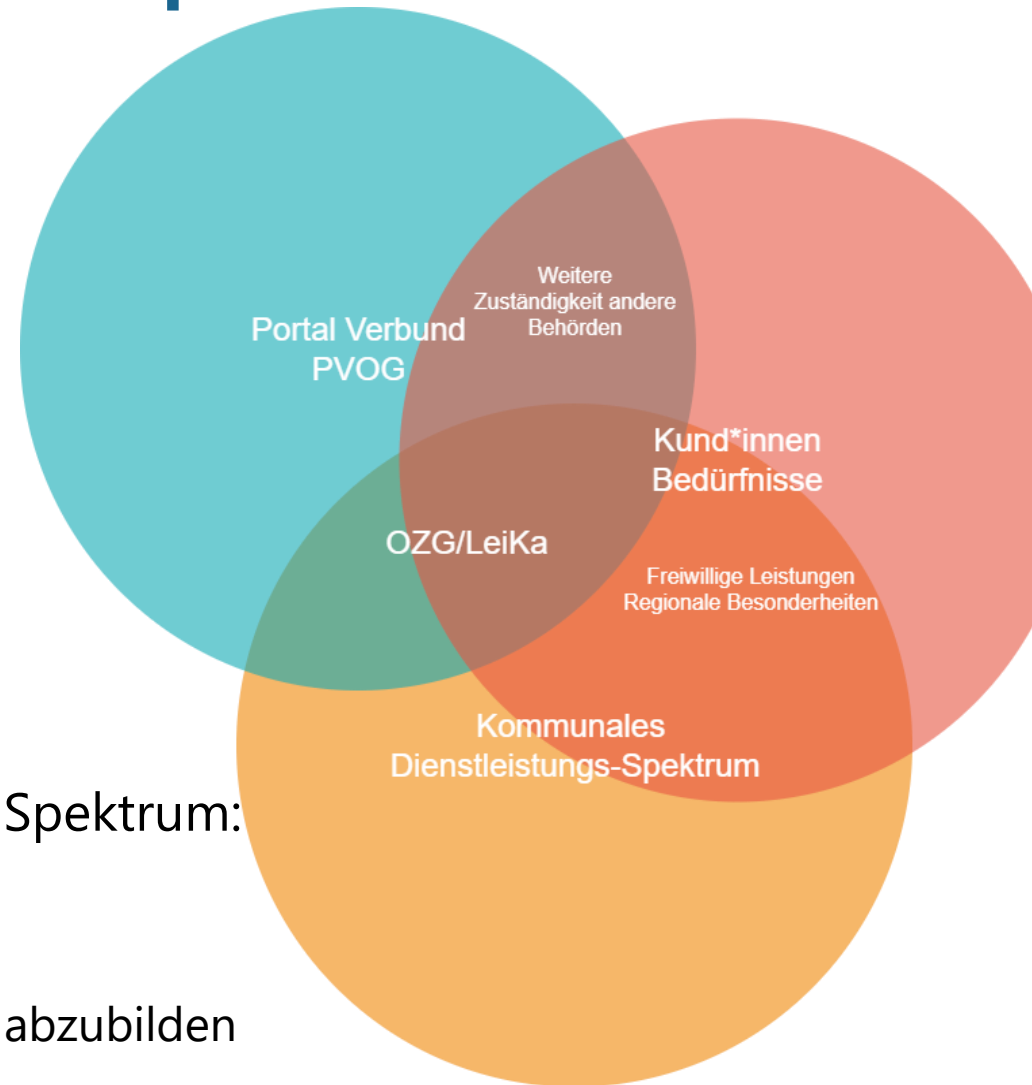 Weitere
Zuständigkeit andere
Behörden
Portal Verbund
PVOG
Kund*innen
Bedürfnisse
OZG/LeiKa
Freiwillige Leistungen
Regionale Besonderheiten
Kommunales
Dienstleistungs-Spektrum
Spektrum:
abzubilden